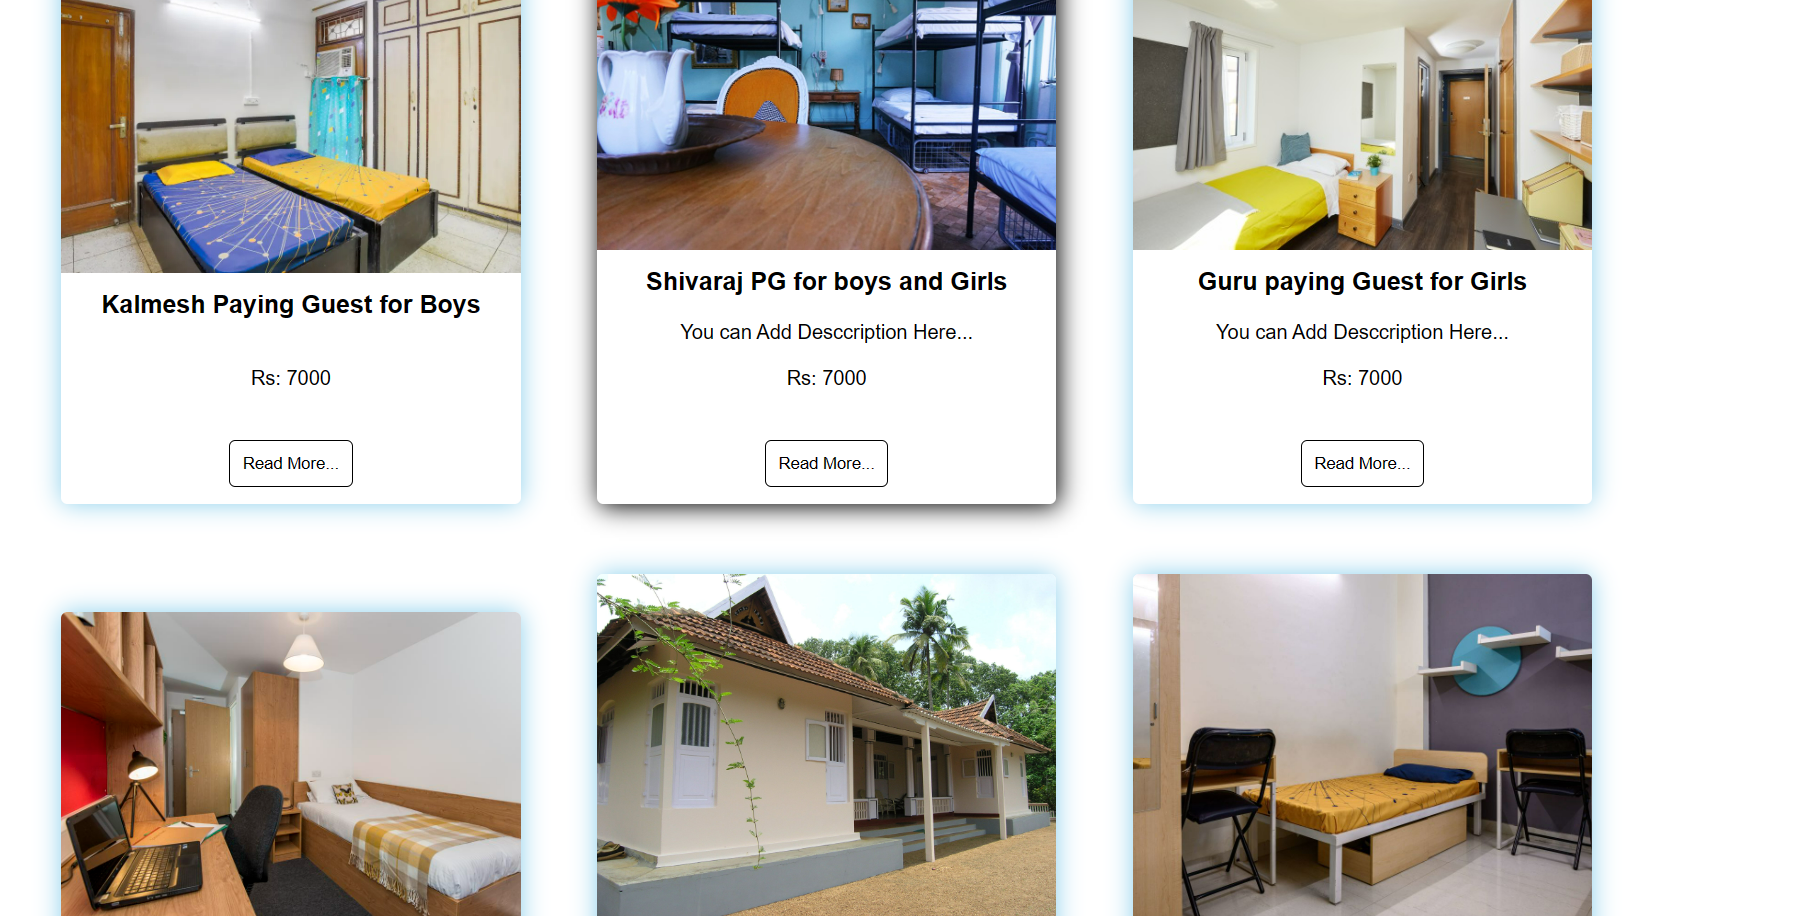 Kalmesh Paying Guest for Boys
Rs: 7000
Read More...
Shivaraj PG for boys and Girls
You can Add Desccription Here...
Rs: 7000
Read More...
Guru paying Guest for Girls
You can Add Desccription Here...
Rs: 7000
Read More...